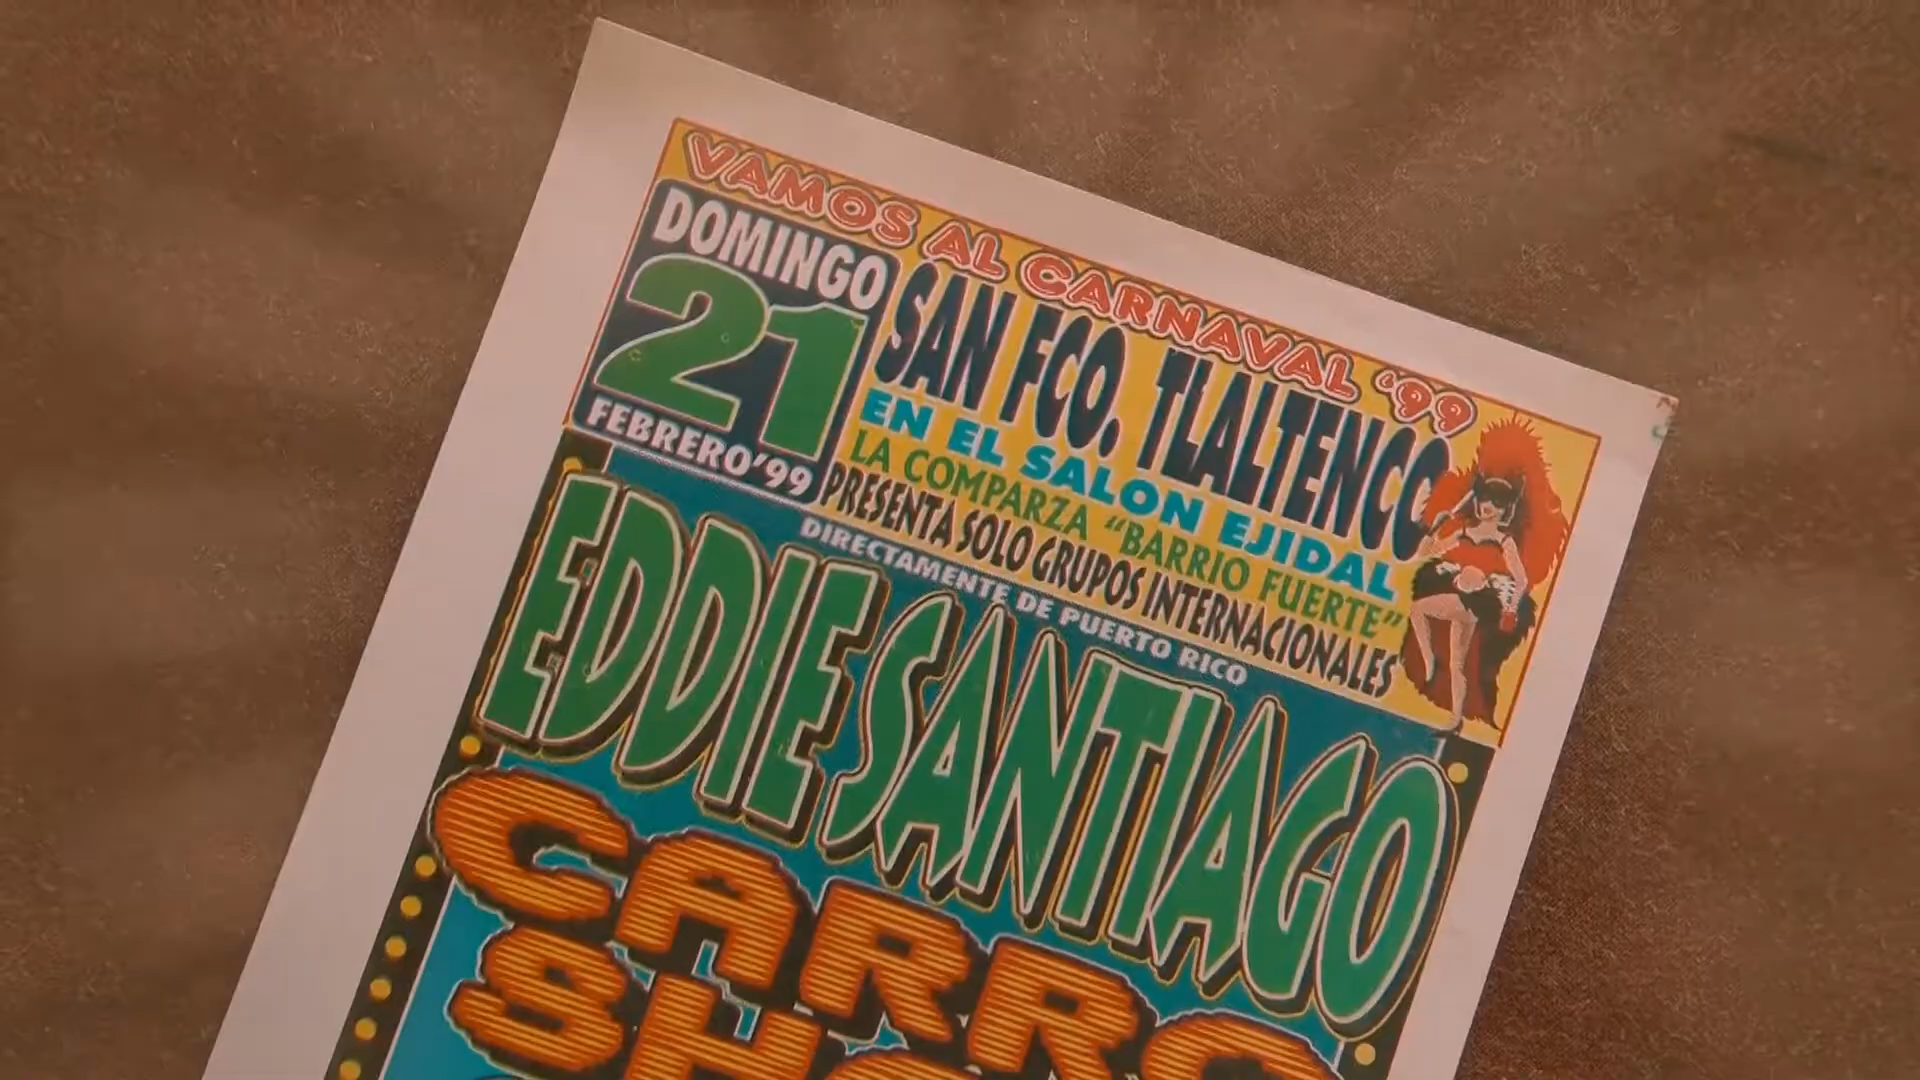 VAMOS AL CARNAVAL '99
DOMINGO
21
FEBRERO'99
SAN FCO. TLALTENCO
EN EL SALON EJIDAL
LA COMPARZA "BARRIO FUERTE"
PRESENTA SOLO GRUPOS INTERNACIONALES
DIRECTAMENTE DE PUERTO RICO
EDDIE SANTIAGO
CARRO